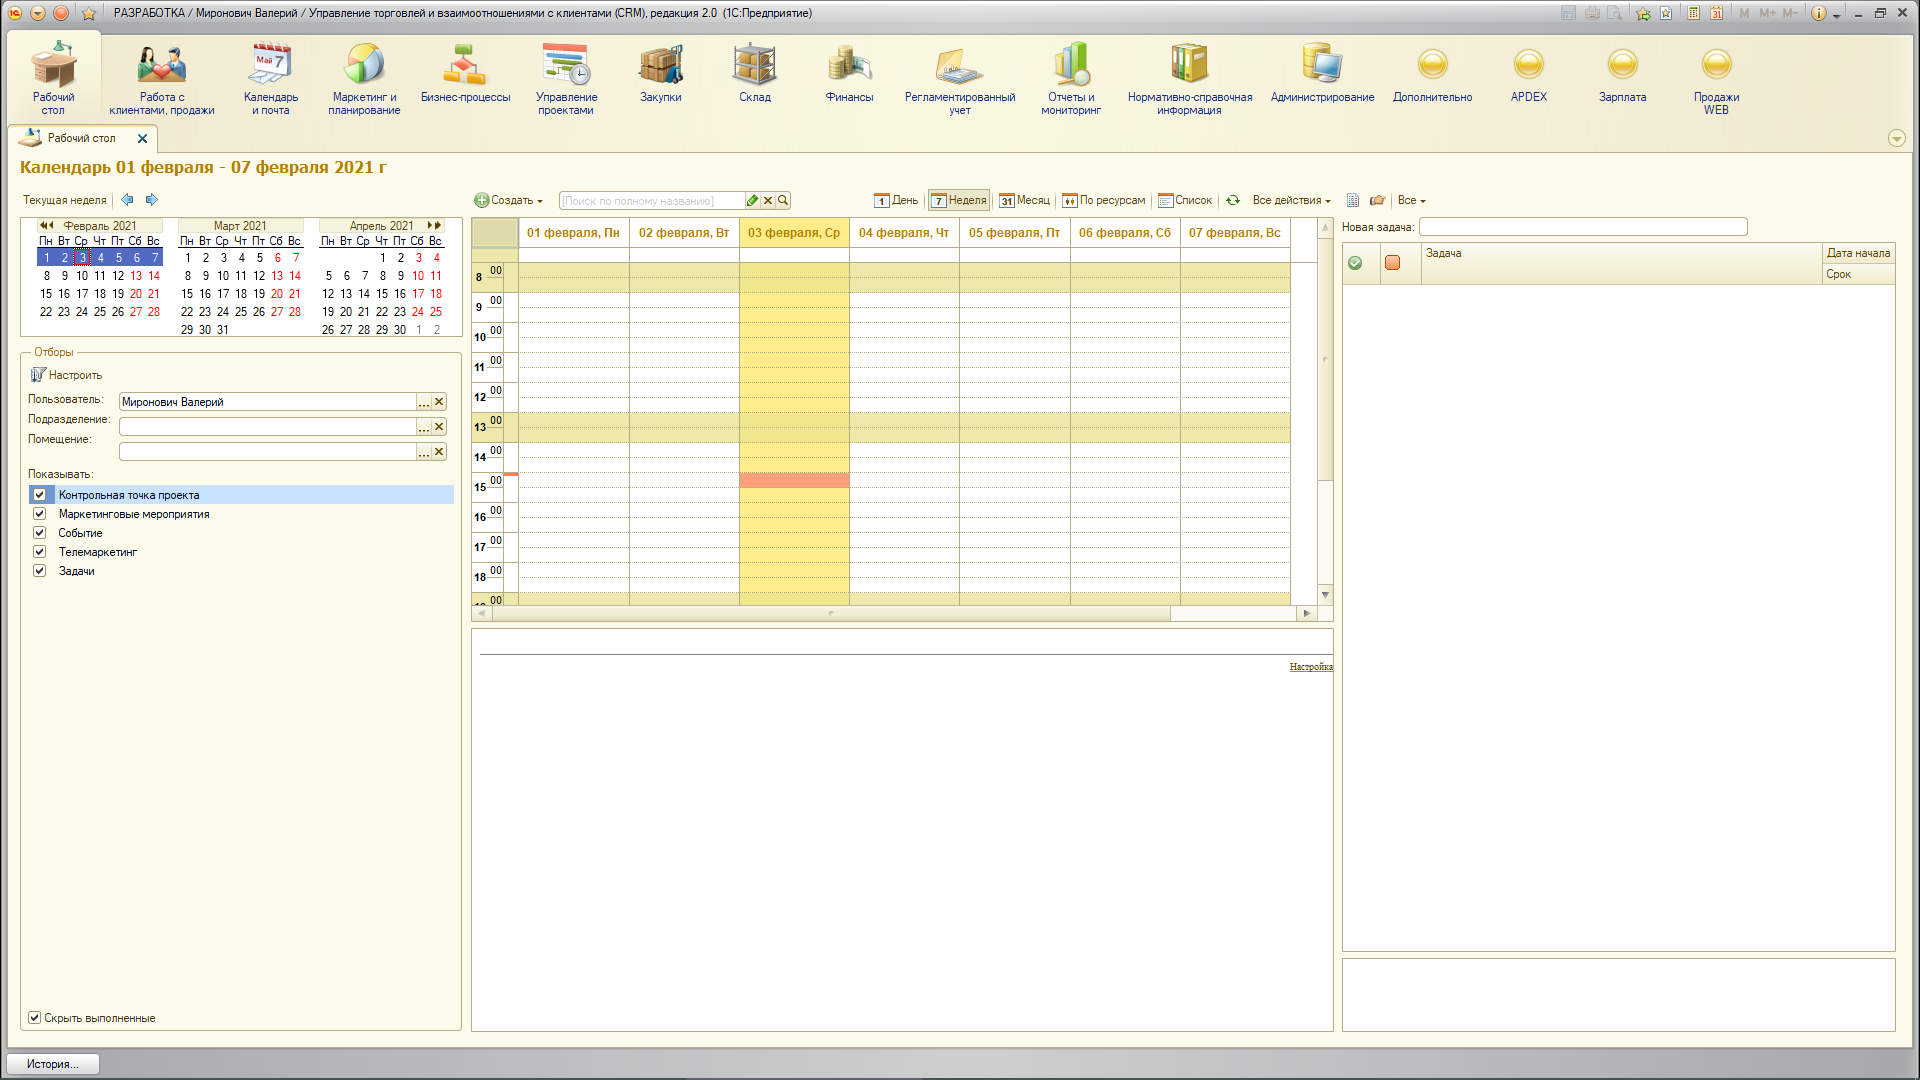 РАЗРАБОТКА / Миронович Валерий / Управление торговлей и взаимоотношениями с клиентами (CRM), редакция 2.0 (1С:Предприятие)
M M+ M-
Рабочий стол
Работа с клиентами, продажи
Май 7
Календарь и почта
Маркетинг и планирование
Бизнес-процессы
Управление проектами
Закупки
Склад
Финансы
Регламентированный учет
Отчеты и мониторинг
Нормативно-справочная информация
Администрирование
Дополнительно
APDEX
Зарплата
Продажи WEB
Рабочий стол
Календарь 01 февраля - 07 февраля 2021 г
Текущая неделя
Создать
[Поиск по полному названию]
1 День
7 Неделя
31 Месяц
По ресурсам
Список
Все действия
Все
Февраль 2021
Пн Вт Ср Чт Пт Сб Вс
1 2 3 4 5 6 7
8 9 10 11 12 13 14
15 16 17 18 19 20 21
22 23 24 25 26 27 28
Март 2021
Пн Вт Ср Чт Пт Сб Вс
1 2 3 4 5 6 7
8 9 10 11 12 13 14
15 16 17 18 19 20 21
22 23 24 25 26 27 28
29 30 31
Апрель 2021
Пн Вт Ср Чт Пт Сб Вс
1 2 3 4
5 6 7 8 9 10 11
12 13 14 15 16 17 18
19 20 21 22 23 24 25
26 27 28 29 30 1 2
Отборы
Настроить
Пользователь: Миронович Валерий ...
Подразделение: ...
Помещение: ...
Показывать:
Контрольная точка проекта
Маркетинговые мероприятия
Событие
Телемаркетинг
Задачи
Скрыть выполненные
01 февраля, Пн
02 февраля, Вт
03 февраля, Ср
04 февраля, Чт
05 февраля, Пт
06 февраля, Сб
07 февраля, Вс
8 00
9 00
10 00
11 00
12 00
13 00
14 00
15 00
16 00
17 00
18 00
00
Настройка
Новая задача:
Задача
Дата начала
Срок
История...